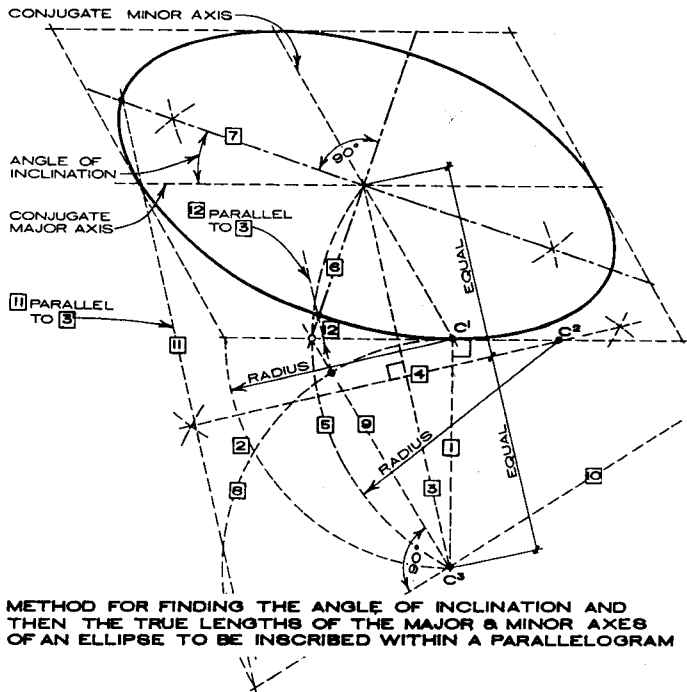 CONJUGATE MINOR AXIS
7
90°
ANGLE OF
INCLINATION
12 PARALLEL
TO 3
CONJUGATE
MAJOR AXIS
EQUAL
6
11 PARALLEL
TO 3
12
C1
C2
11
RADIUS
4
5
9
RADIUS
2
1
EQUAL
8
3
10
90°
C3
METHOD FOR FINDING THE ANGLE OF INCLINATION AND
THEN THE TRUE LENGTHS OF THE MAJOR & MINOR AXES
OF AN ELLIPSE TO BE INSCRIBED WITHIN A PARALLELOGRAM